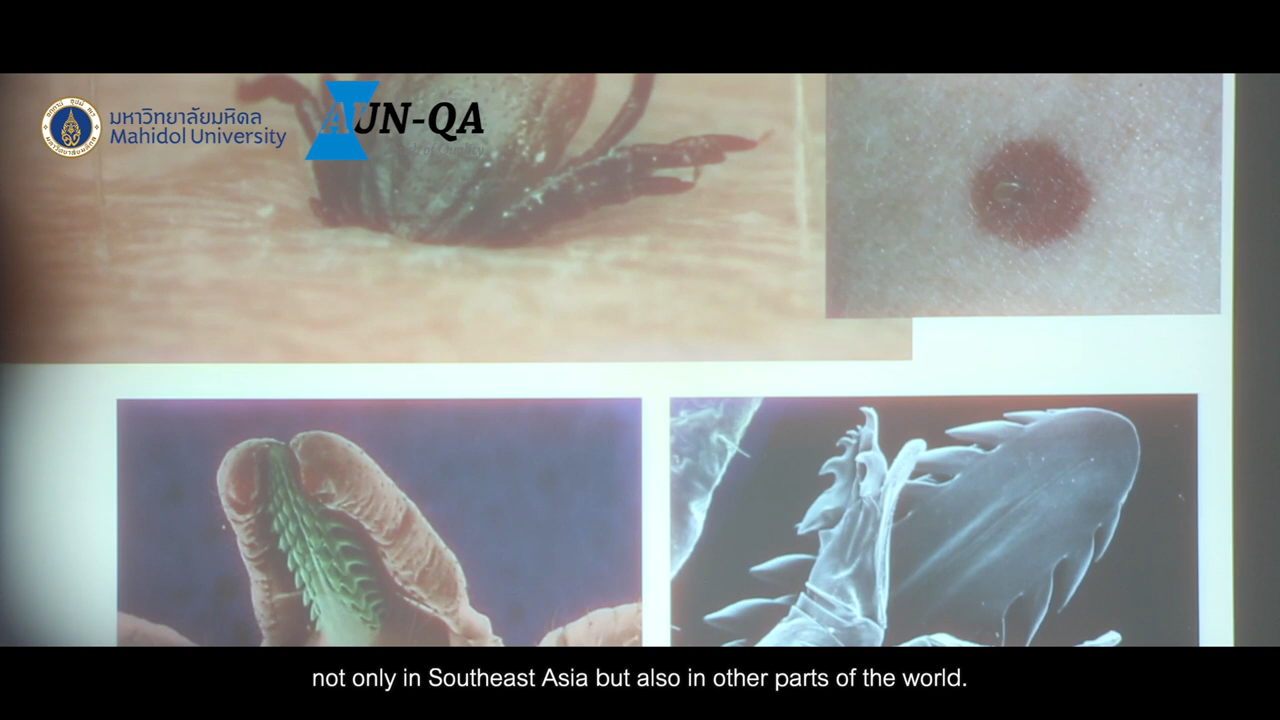 มหาวิทยาลัยมหิดล
Mahidol University
AUN-QA
not only in Southeast Asia but also in other parts of the world.